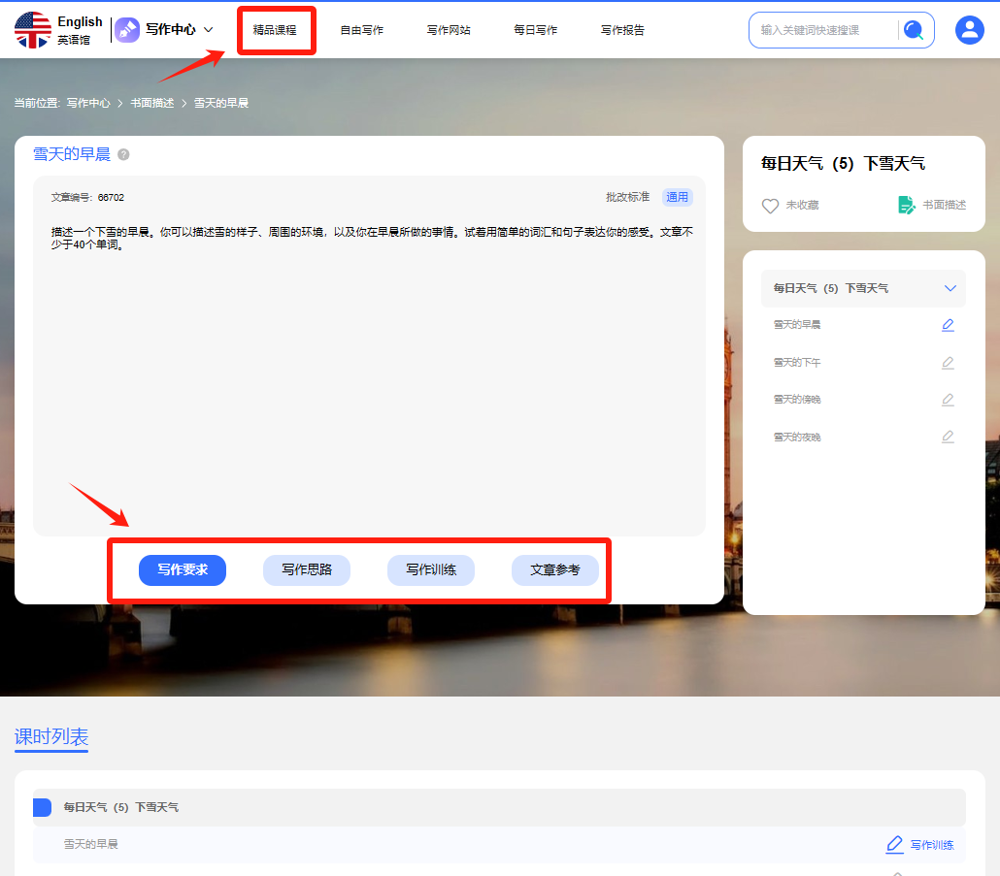 English
英语馆
写作中心
精品课程
自由写作
写作网站
每日写作
写作报告
输入关键词快速搜课
当前位置: 写作中心 > 书面描述 > 雪天的早晨
雪天的早晨 ?
文章编号: 66702
批改标准 通用
描述一个下雪的早晨。你可以描述雪的样子、周围的环境，以及你在早晨所做的事情。试着用简单的词汇和句子表达你的感受。文章不
少于40个单词。
写作要求
写作思路
写作训练
文章参考
每日天气（5）下雪天气
未收藏
书面描述
每日天气（5）下雪天气
雪天的早晨
雪天的下午
雪天的傍晚
雪天的夜晚
课时列表
每日天气（5）下雪天气
雪天的早晨
写作训练